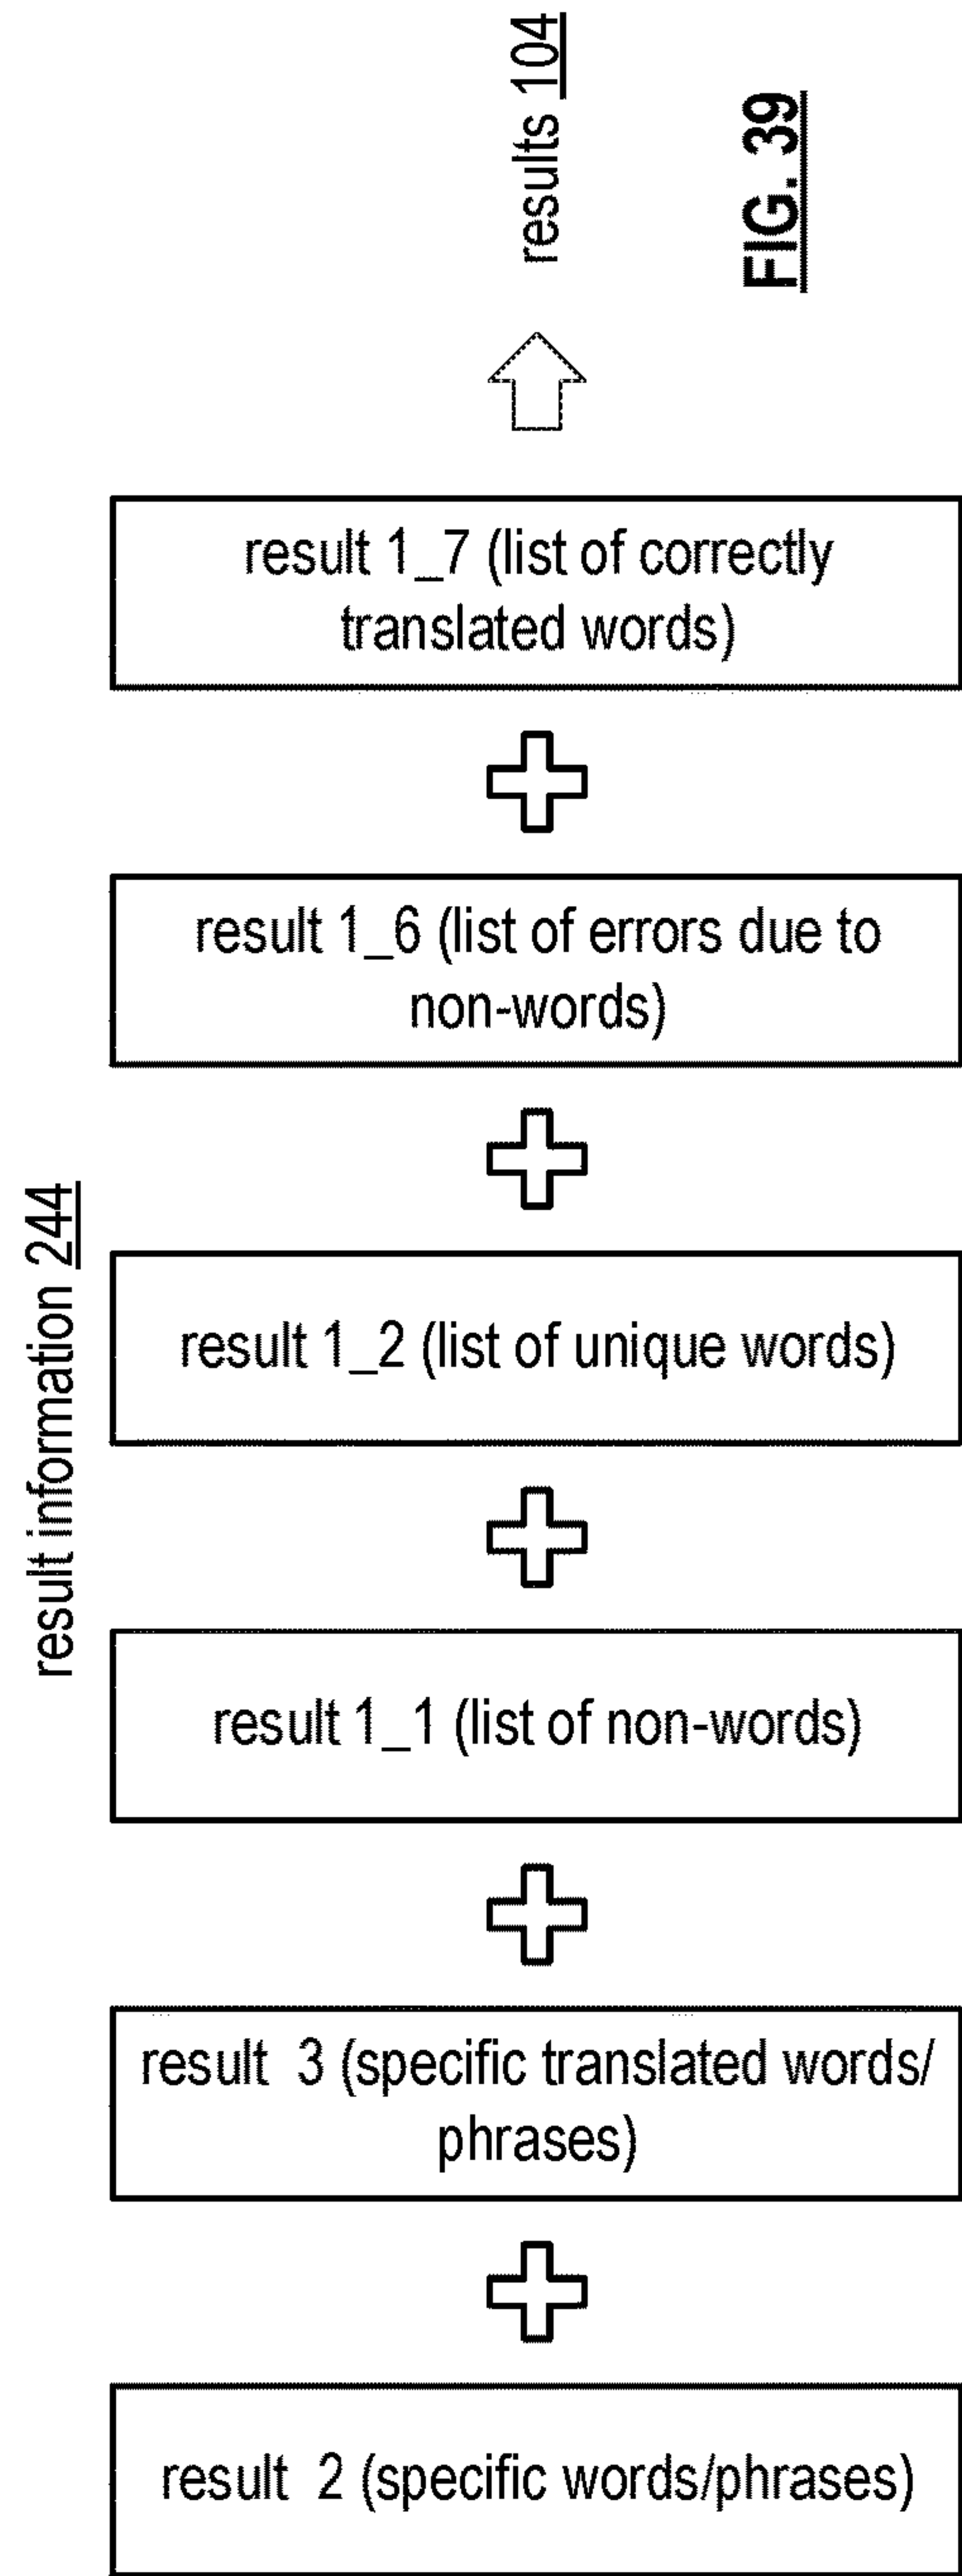 results 104
FIG. 39
result 1_7 (list of correctly
translated words)
result 1_6 (list of errors due to
non-words)
result information 244
result 1_2 (list of unique words)
result 1_1 (list of non-words)
result 3 (specific translated words/
phrases)
result 2 (specific words/phrases)